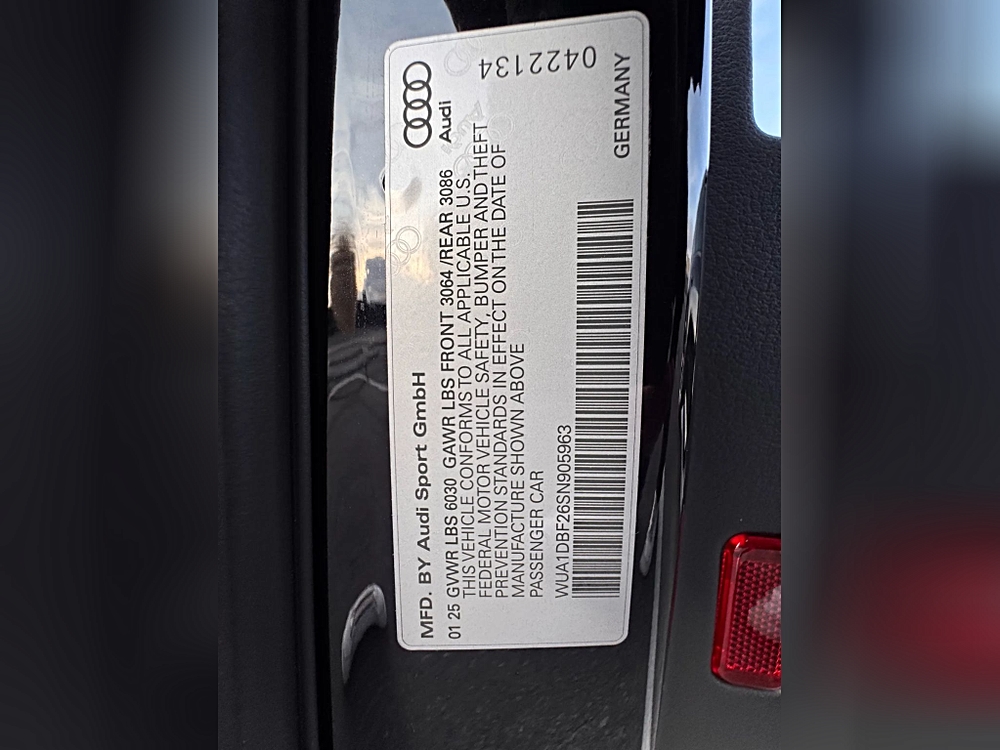 MFD. BY Audi Sport GmbH
01 25 GVWR LBS 6030 GAWR LBS FRONT 3064 /REAR 3086
THIS VEHICLE CONFORMS TO ALL APPLICABLE U.S.
FEDERAL MOTOR VEHICLE SAFETY, BUMPER AND THEFT
PREVENTION STANDARDS IN EFFECT ON THE DATE OF
MANUFACTURE SHOWN ABOVE
PASSENGER CAR
WUA1DBF26SN905963
Audi
0422134
GERMANY